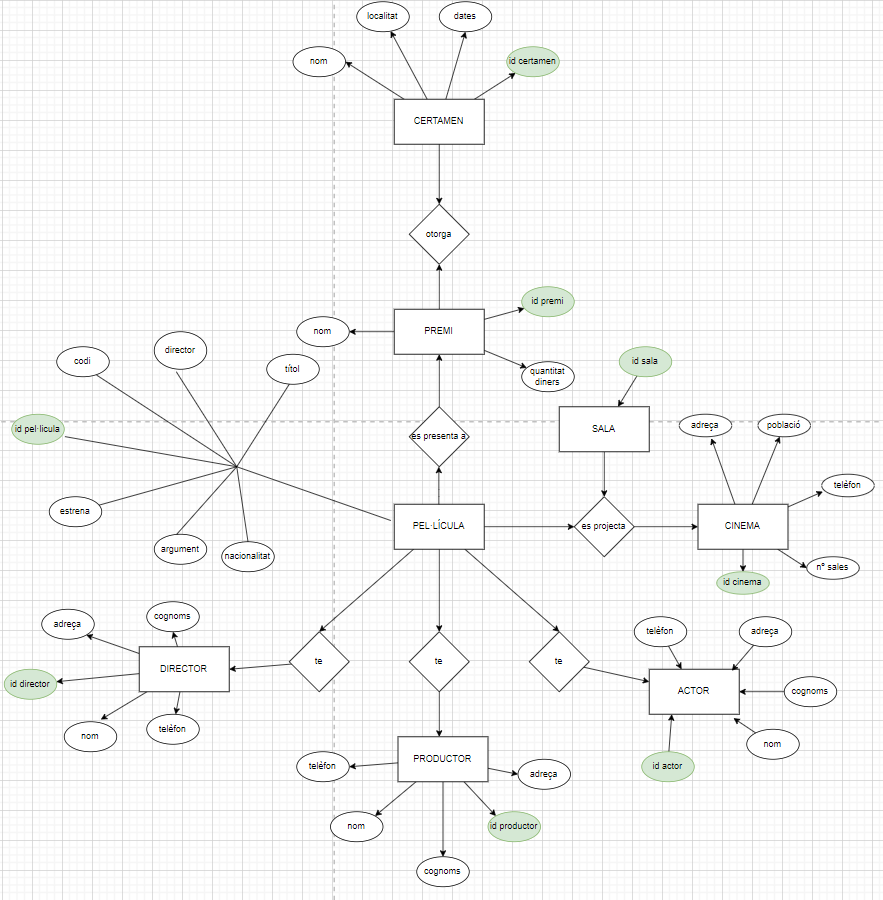 localitat
dates
nom
id certamen
CERTAMEN
otorga
id premi
nom
PREMI
director
codi
títol
quantitat
diners
id sala
id pel·licula
es presenta a
SALA
adreça
població
telèfon
estrena
PEL·LÍCULA
es projecta
CINEMA
argument
nacionalitat
id cinema
nº sales
cognoms
adreça
telèfon
adreça
DIRECTOR
te
te
te
id director
ACTOR
cognoms
nom
telèfon
nom
PRODUCTOR
telèfon
adreça
id actor
nom
id productor
cognoms